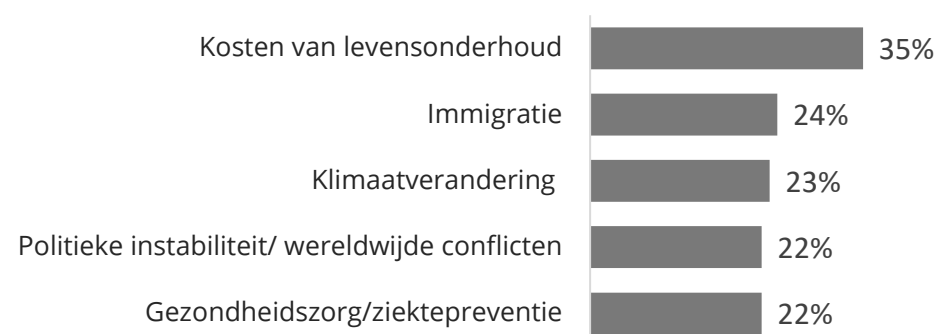 Kosten van levensonderhoud 35%
Immigratie 24%
Klimaatverandering 23%
Politieke instabiliteit/ wereldwijde conflicten 22%
Gezondheidszorg/ziektepreventie 22%